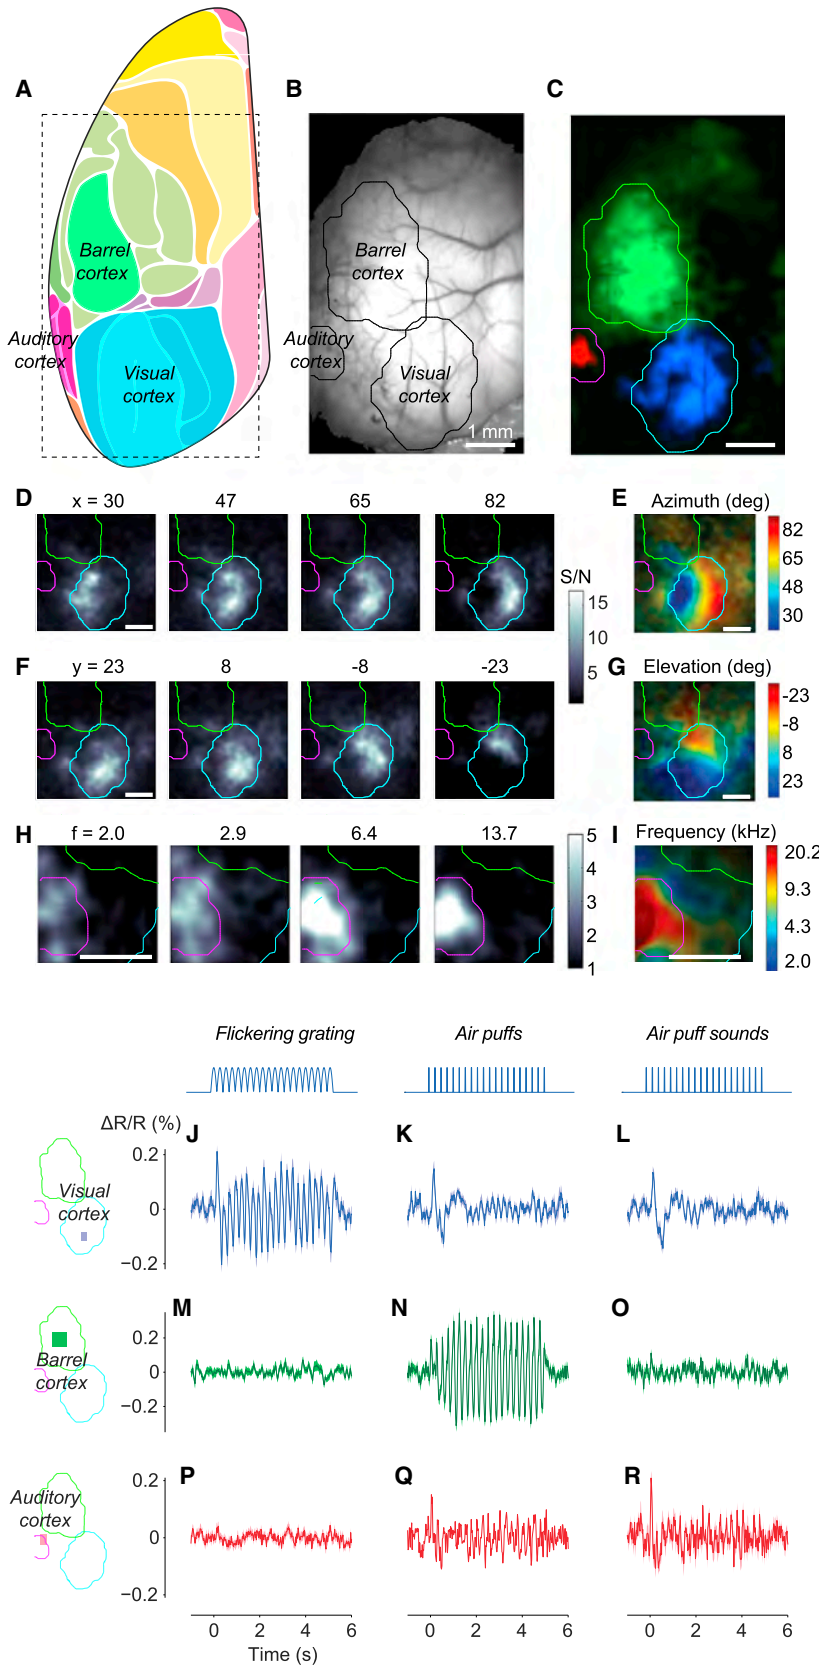 A
B
C
Barrel
cortex
Auditory
cortex
Visual
cortex
Barrel
cortex
Auditory
cortex
Visual
cortex
1 mm
D
x = 30
47
65
82
S/N
15
10
5
E
Azimuth (deg)
82
65
48
30
F
y = 23
8
-8
-23
G
Elevation (deg)
-23
-8
8
23
H
f = 2.0
2.9
6.4
13.7
5
4
3
2
1
I
Frequency (kHz)
20.2
9.3
4.3
2.0
Flickering grating
Air puffs
Air puff sounds
ΔR/R (%)
J
K
L
Visual
cortex
0.2
0
−0.2
M
N
O
Barrel
cortex
0.2
0
−0.2
P
Q
R
Auditory
cortex
0.2
0
−0.2
0 2 4 6
0 2 4 6
0 2 4 6
Time (s)